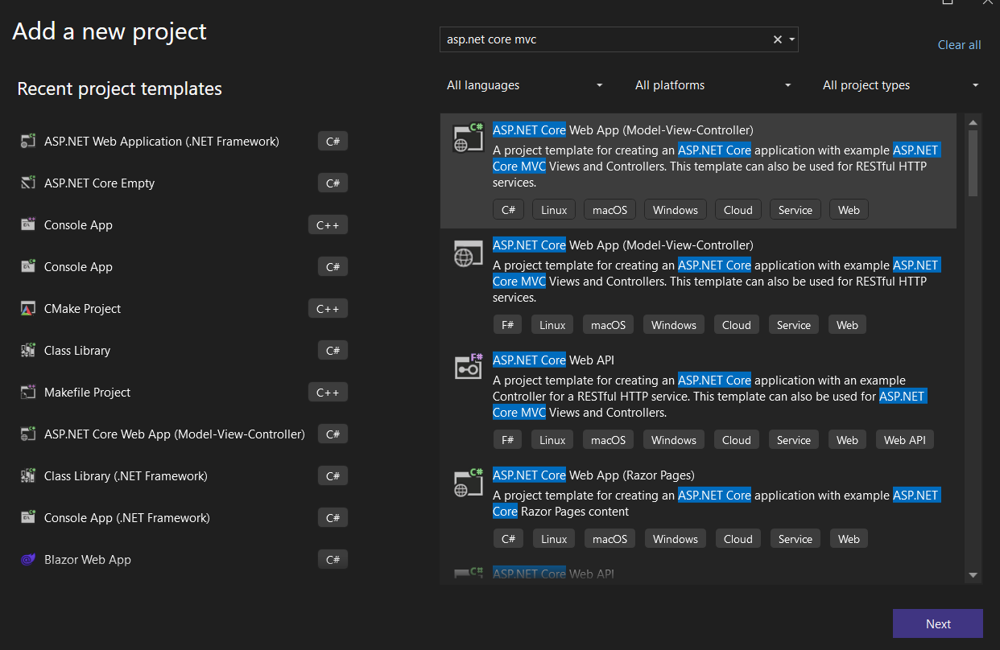 Add a new project
asp.net core mvc
Clear all
Recent project templates
All languages
All platforms
All project types
ASP.NET Web Application (.NET Framework)
C#
ASP.NET Core Empty
C#
Console App
C++
Console App
C#
CMake Project
C++
Class Library
C#
Makefile Project
C++
ASP.NET Core Web App (Model-View-Controller)
C#
Class Library (.NET Framework)
C#
Console App (.NET Framework)
C#
Blazor Web App
C#
C#
ASP.NET Core Web App (Model-View-Controller)
A project template for creating an ASP.NET Core application with example ASP.NET
Core MVC Views and Controllers. This template can also be used for RESTful HTTP
services.
C# Linux macOS Windows Cloud Service Web
ASP.NET Core Web App (Model-View-Controller)
A project template for creating an ASP.NET Core application with example ASP.NET
Core MVC Views and Controllers. This template can also be used for RESTful HTTP
services.
F# Linux macOS Windows Cloud Service Web
F#
ASP.NET Core Web API
A project template for creating an ASP.NET Core application with an example
Controller for a RESTful HTTP service. This template can also be used for ASP.NET
Core MVC Views and Controllers.
F# Linux macOS Windows Cloud Service Web Web API
C#
ASP.NET Core Web App (Razor Pages)
A project template for creating an ASP.NET Core application with example ASP.NET
Core Razor Pages content
C# Linux macOS Windows Cloud Service Web
C#
ASP.NET Core Web API
Next